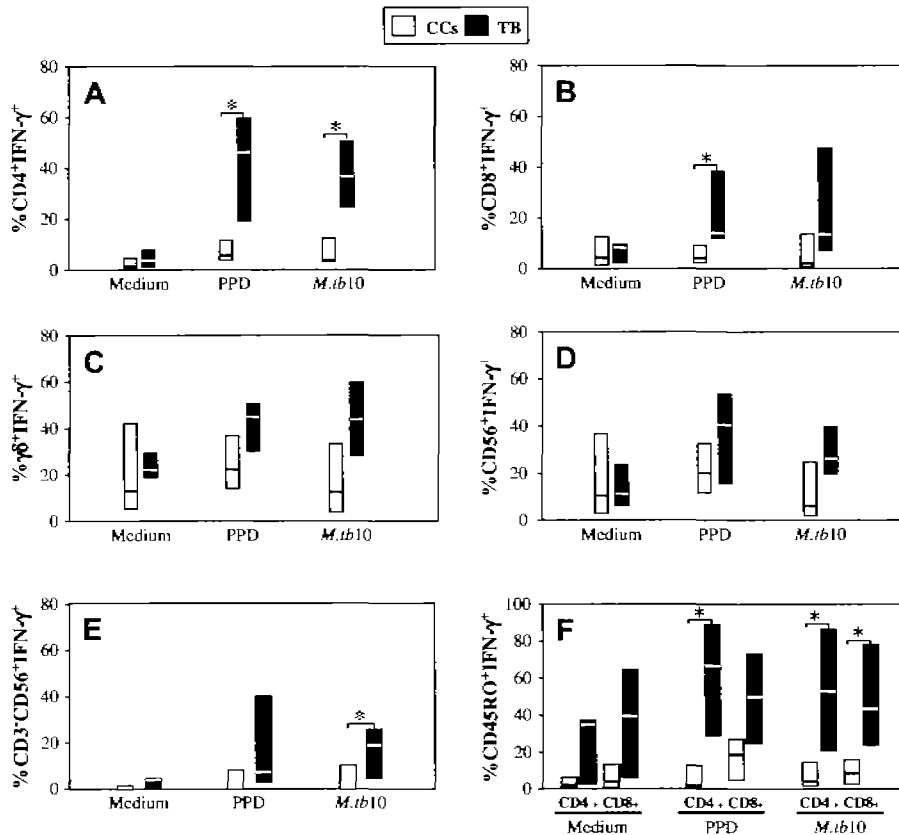 CCs TB
A
%CD4+IFN-γ+
80
60
40
20
0
*
*
Medium PPD M.tb10
B
%CD8+IFN-γ+
80
60
40
20
0
*
Medium PPD M.tb10
C
%γδ+IFN-γ+
80
60
40
20
0
Medium PPD M.tb10
D
%CD56+IFN-γ+
80
60
40
20
0
Medium PPD M.tb10
E
%CD3-CD56+IFN-γ+
80
60
40
20
0
*
Medium PPD M.tb10
F
%CD45RO+IFN-γ+
100
80
60
40
20
0
*
*
*
CD4 + CD8+ CD4 + CD8+ CD4 + CD8+
Medium PPD M.tb10